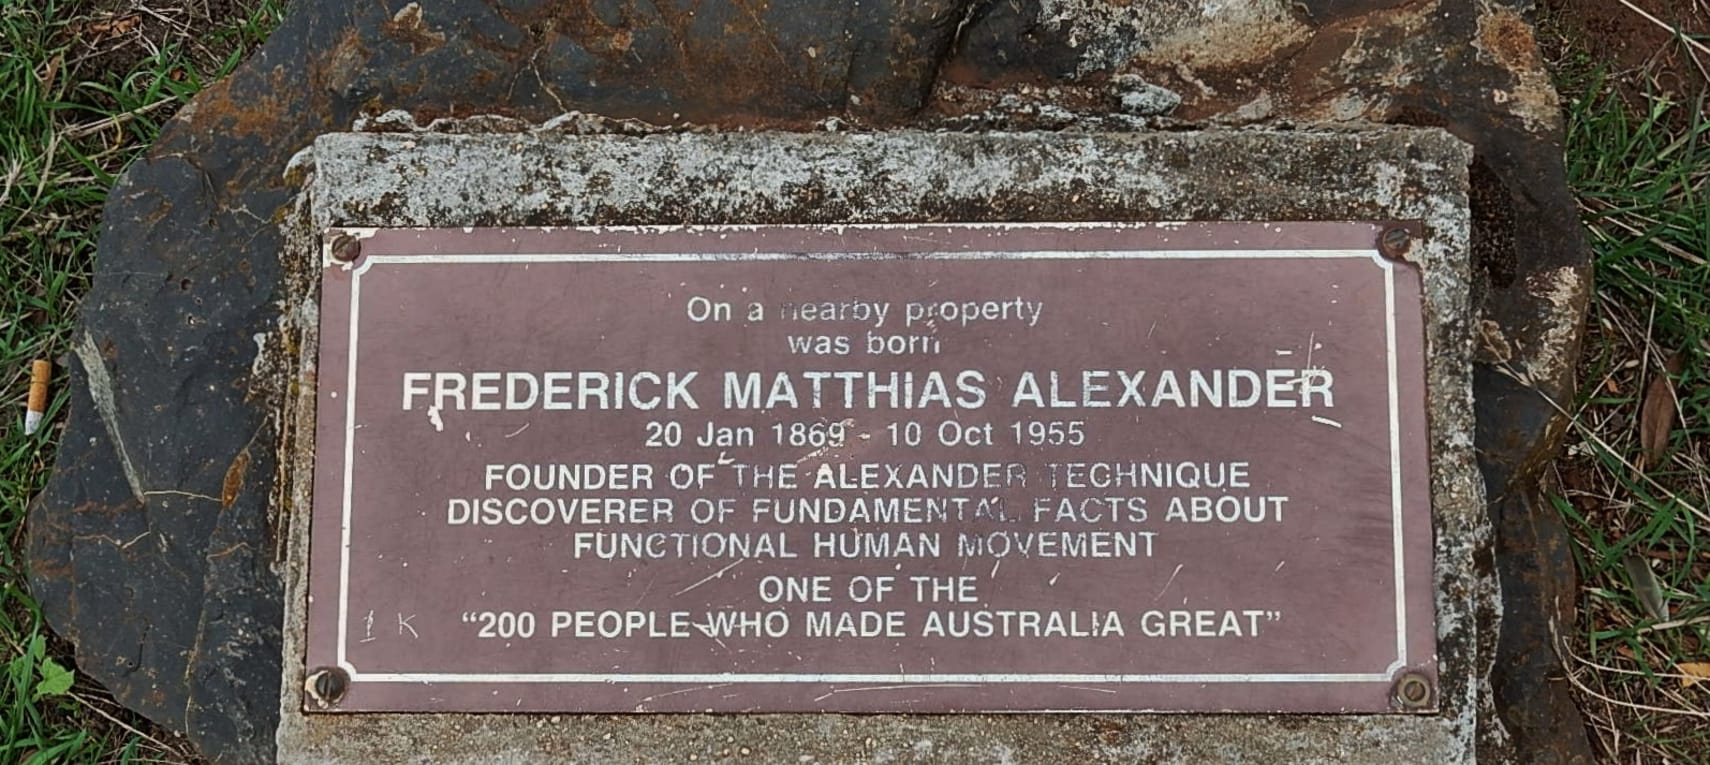 On a nearby property
was born
FREDERICK MATTHIAS ALEXANDER
20 Jan 1869 - 10 Oct 1955
FOUNDER OF THE ALEXANDER TECHNIQUE
DISCOVERER OF FUNDAMENTAL FACTS ABOUT
FUNCTIONAL HUMAN MOVEMENT
ONE OF THE
"200 PEOPLE WHO MADE AUSTRALIA GREAT"